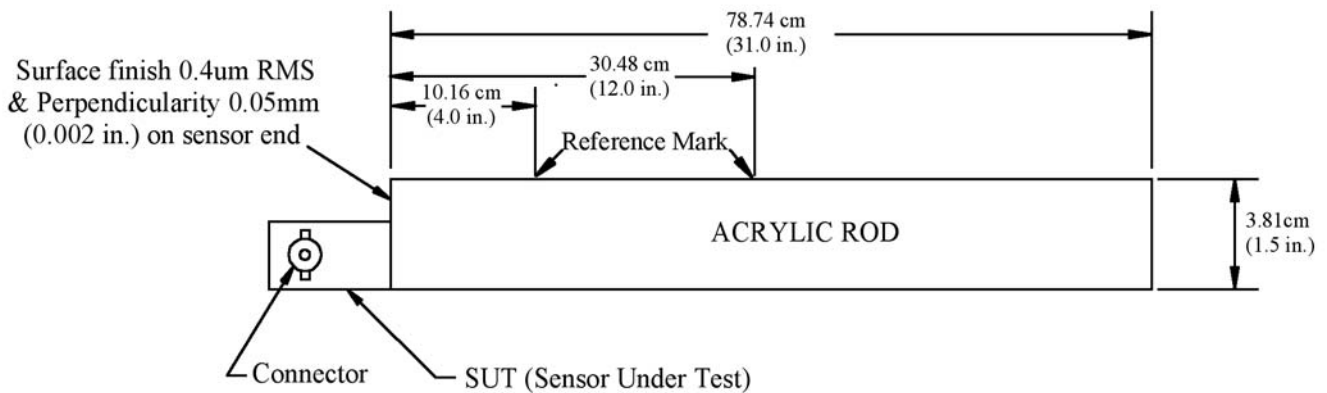 78.74 cm
(31.0 in.)
Surface finish 0.4um RMS
& Perpendicularity 0.05mm
(0.002 in.) on sensor end
30.48 cm
(12.0 in.)
10.16 cm
(4.0 in.)
Reference Mark
ACRYLIC ROD
3.81cm
(1.5 in.)
Connector
SUT (Sensor Under Test)